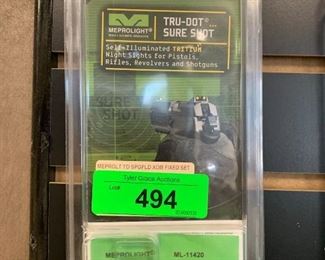 MEPROLIGHT®
TRU-DOT®
SURE SHOT
Self-Illuminated TRITIUM
Night Sights for Pistols,
Rifles, Revolvers and Shotguns
SURE
SHOT
MEPROLT TD SPGFLD XDM FIXED SET
Tyler Grace Auctions
Lot#
494
MEPROLIGHT®
ML-11420